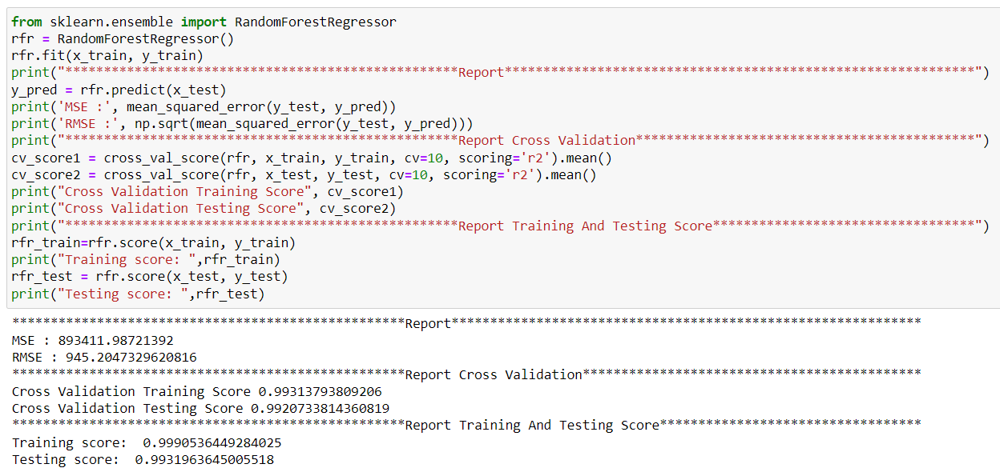 from sklearn.ensemble import RandomForestRegressor
rfr = RandomForestRegressor()
rfr.fit(x_train, y_train)
print("***************************************************Report*************************************************************")
y_pred = rfr.predict(x_test)
print('MSE :', mean_squared_error(y_test, y_pred))
print('RMSE :', np.sqrt(mean_squared_error(y_test, y_pred)))
print("***************************************************Report Cross Validation********************************************")
cv_score1 = cross_val_score(rfr, x_train, y_train, cv=10, scoring='r2').mean()
cv_score2 = cross_val_score(rfr, x_test, y_test, cv=10, scoring='r2').mean()
print("Cross Validation Training Score", cv_score1)
print("Cross Validation Testing Score", cv_score2)
print("***************************************************Report Training And Testing Score**********************************")
rfr_train=rfr.score(x_train, y_train)
print("Training score: ",rfr_train)
rfr_test = rfr.score(x_test, y_test)
print("Testing score: ",rfr_test)
***************************************************Report*************************************************************
MSE : 893411.98721392
RMSE : 945.2047329620816
***************************************************Report Cross Validation********************************************
Cross Validation Training Score 0.99313793809206
Cross Validation Testing Score 0.9920733814360819
***************************************************Report Training And Testing Score**********************************
Training score:  0.9990536449284025
Testing score:  0.9931963645005518